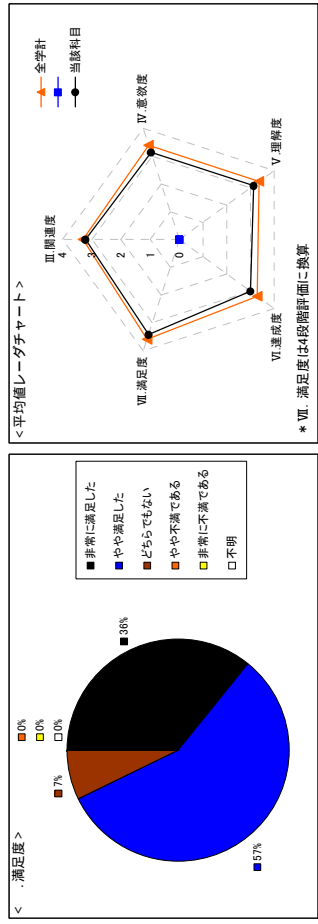 < .満足度>
0%
0%
0%
7%
36%
57%
非常に満足した
やや満足した
どちらでもない
やや不満である
非常に不満である
不明
<平均値レーダチャート>
全学計
当該科目
Ⅲ.関連度
Ⅳ.意欲度
Ⅴ.理解度
Ⅵ.達成度
Ⅶ.満足度
4
3
2
1
0
* Ⅶ. 満足度は4段階評価に換算